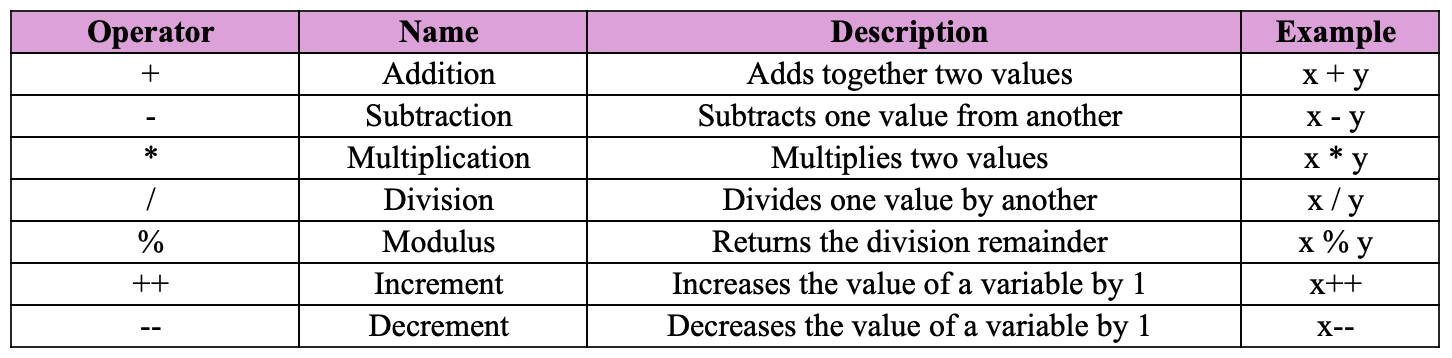 Operator Name Description Example
+ Addition Adds together two values x + y
- Subtraction Subtracts one value from another x - y
* Multiplication Multiplies two values x * y
/ Division Divides one value by another x / y
% Modulus Returns the division remainder x % y
++ Increment Increases the value of a variable by 1 x++
-- Decrement Decreases the value of a variable by 1 x--